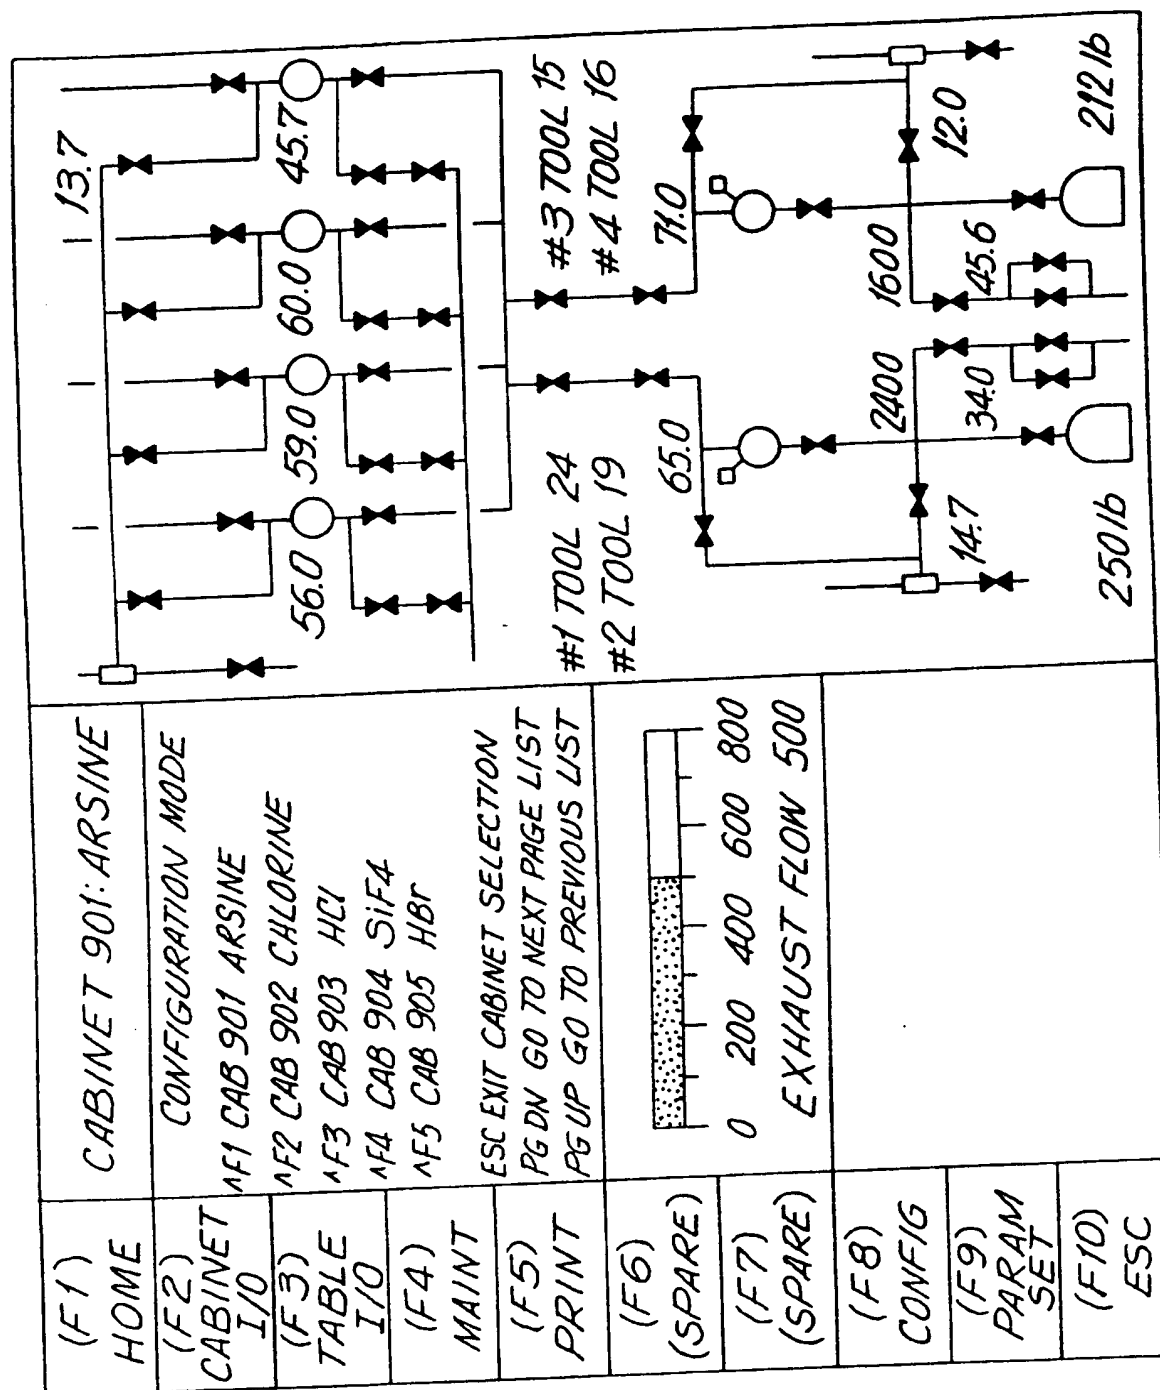 (F1)
HOME
(F2)
CABINET
I/O
(F3)
TABLE
I/O
(F4)
MAINT
(F5)
PRINT
(F6)
(SPARE)
(F7)
(SPARE)
(F8)
CONFIG
(F9)
PARAM
SET
(F10)
ESC
CABINET 901: ARSINE
CONFIGURATION MODE
^F1 CAB 901 ARSINE
^F2 CAB 902 CHLORINE
^F3 CAB 903 HCl
^F4 CAB 904 SiF4
^F5 CAB 905 HBr
ESC EXIT CABINET SELECTION
PG DN GO TO NEXT PAGE LIST
PG UP GO TO PREVIOUS LIST
0 200 400 600 800
EXHAUST FLOW 500
13.7
56.0 59.0 60.0 45.7
#1 TOOL 24
#2 TOOL 19
#3 TOOL 15
#4 TOOL 16
65.0
71.0
2400
1600
34.0
45.6
14.7
12.0
250 lb
212 lb